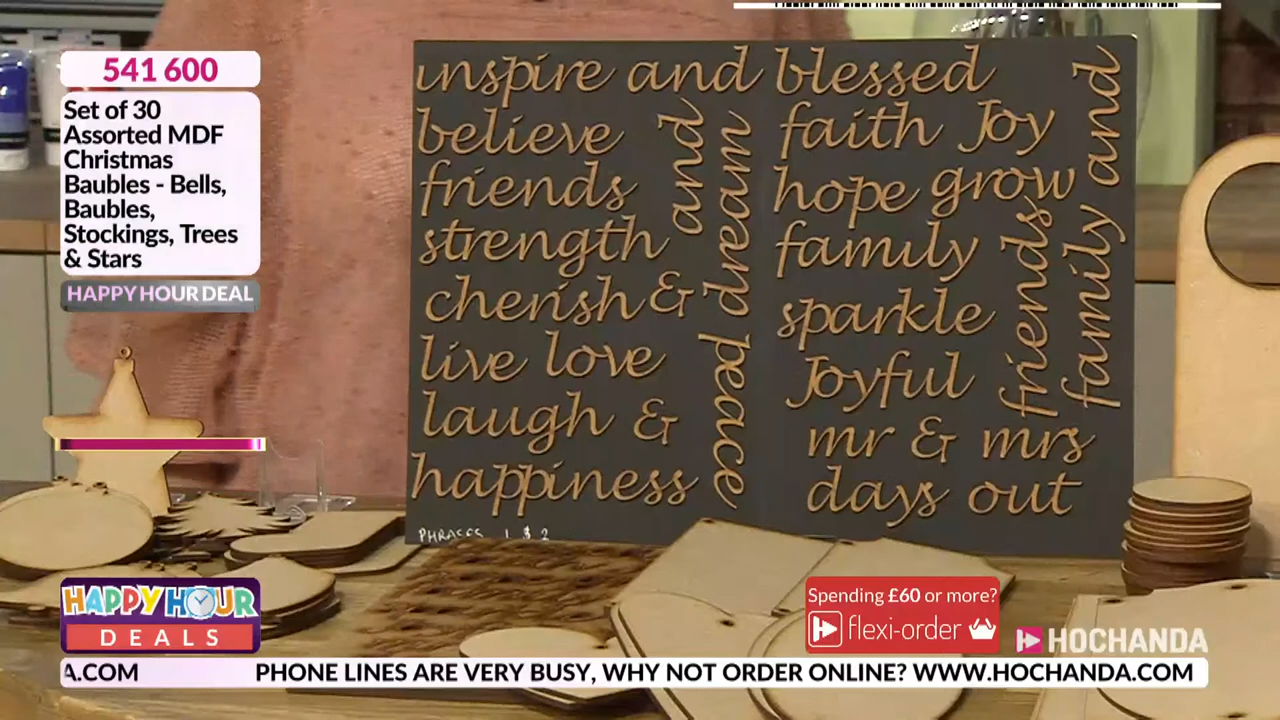 541 600
Set of 30
Assorted MDF
Christmas
Baubles - Bells,
Baubles,
Stockings, Trees
& Stars
HAPPY HOUR DEAL
inspire and
believe
friends
strength
cherish &
live love
laugh &
happiness
and
peace dream
blessed
faith Joy
hope grow
family
sparkle
Joyful
mr & mrs
days out
friends
family and
PHRASES 1 & 2
HAPPY HOUR
DEALS
Spending £60 or more?
flexi-order
HOCHANDA
A.COM PHONE LINES ARE VERY BUSY, WHY NOT ORDER ONLINE? WWW.HOCHANDA.COM